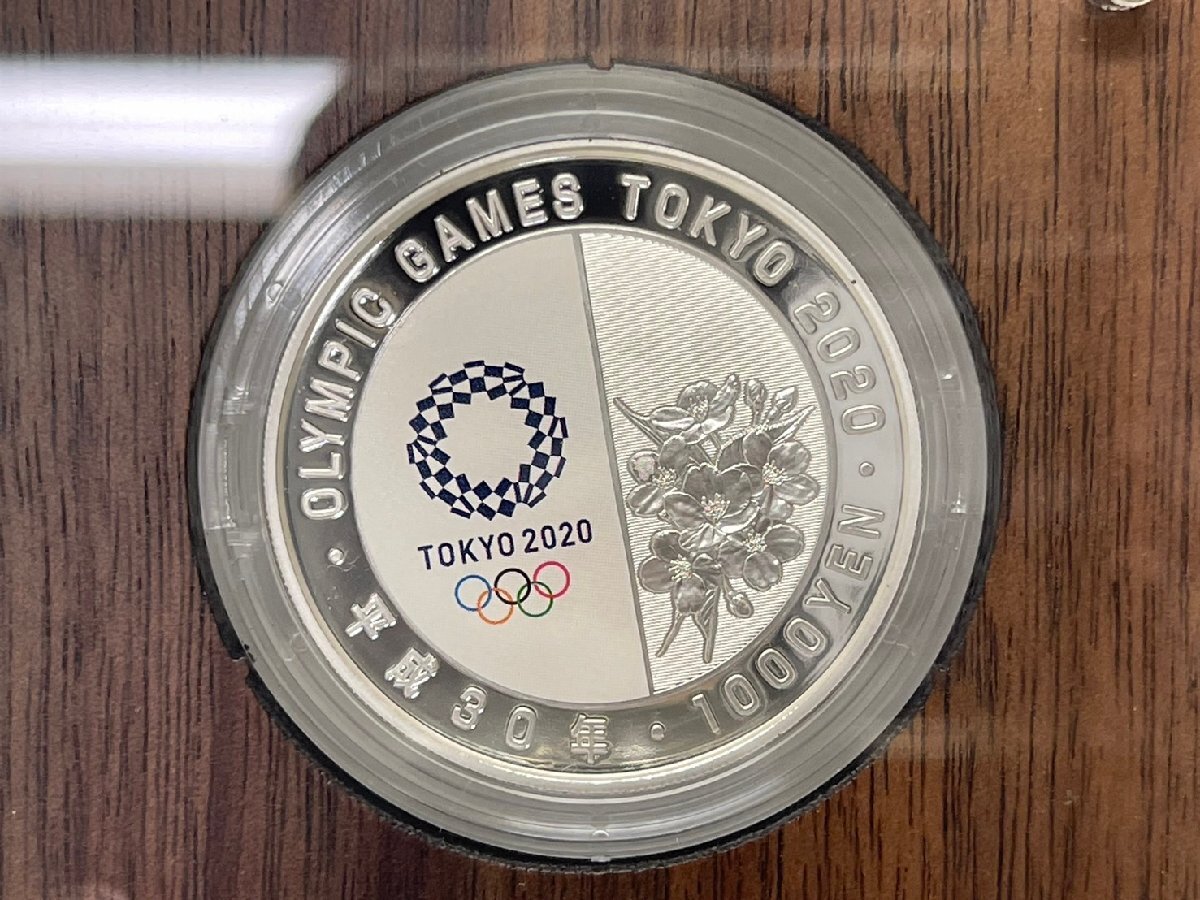 · OLYMPIC GAMES TOKYO 2020 ·
平成30年 · 1000YEN
TOKYO 2020